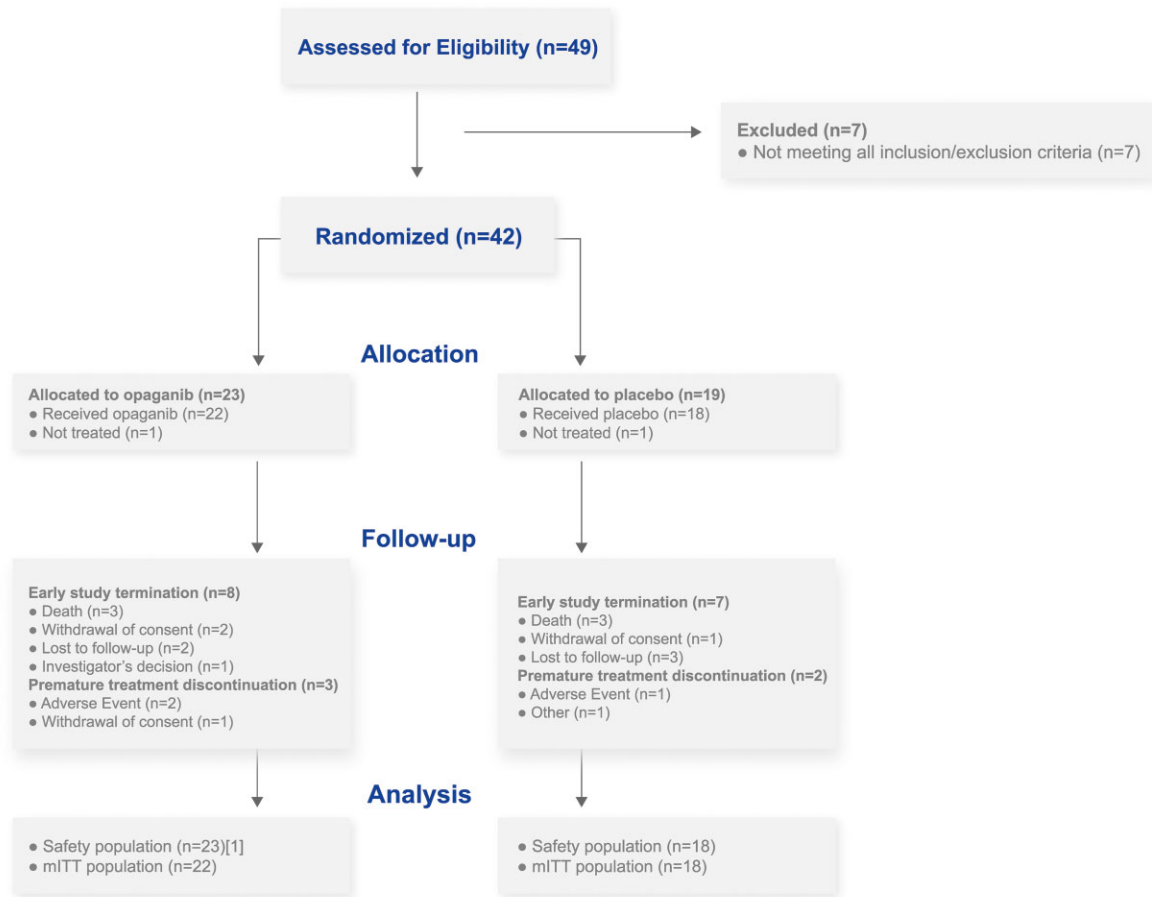 Assessed for Eligibility (n=49)
Excluded (n=7)
● Not meeting all inclusion/exclusion criteria (n=7)
Randomized (n=42)
Allocation
Allocated to opaganib (n=23)
● Received opaganib (n=22)
● Not treated (n=1)
Allocated to placebo (n=19)
● Received placebo (n=18)
● Not treated (n=1)
Follow-up
Early study termination (n=8)
● Death (n=3)
● Withdrawal of consent (n=2)
● Lost to follow-up (n=2)
● Investigator's decision (n=1)
Premature treatment discontinuation (n=3)
● Adverse Event (n=2)
● Withdrawal of consent (n=1)
Early study termination (n=7)
● Death (n=3)
● Withdrawal of consent (n=1)
● Lost to follow-up (n=3)
Premature treatment discontinuation (n=2)
● Adverse Event (n=1)
● Other (n=1)
Analysis
● Safety population (n=23)[1]
● mITT population (n=22)
● Safety population (n=18)
● mITT population (n=18)